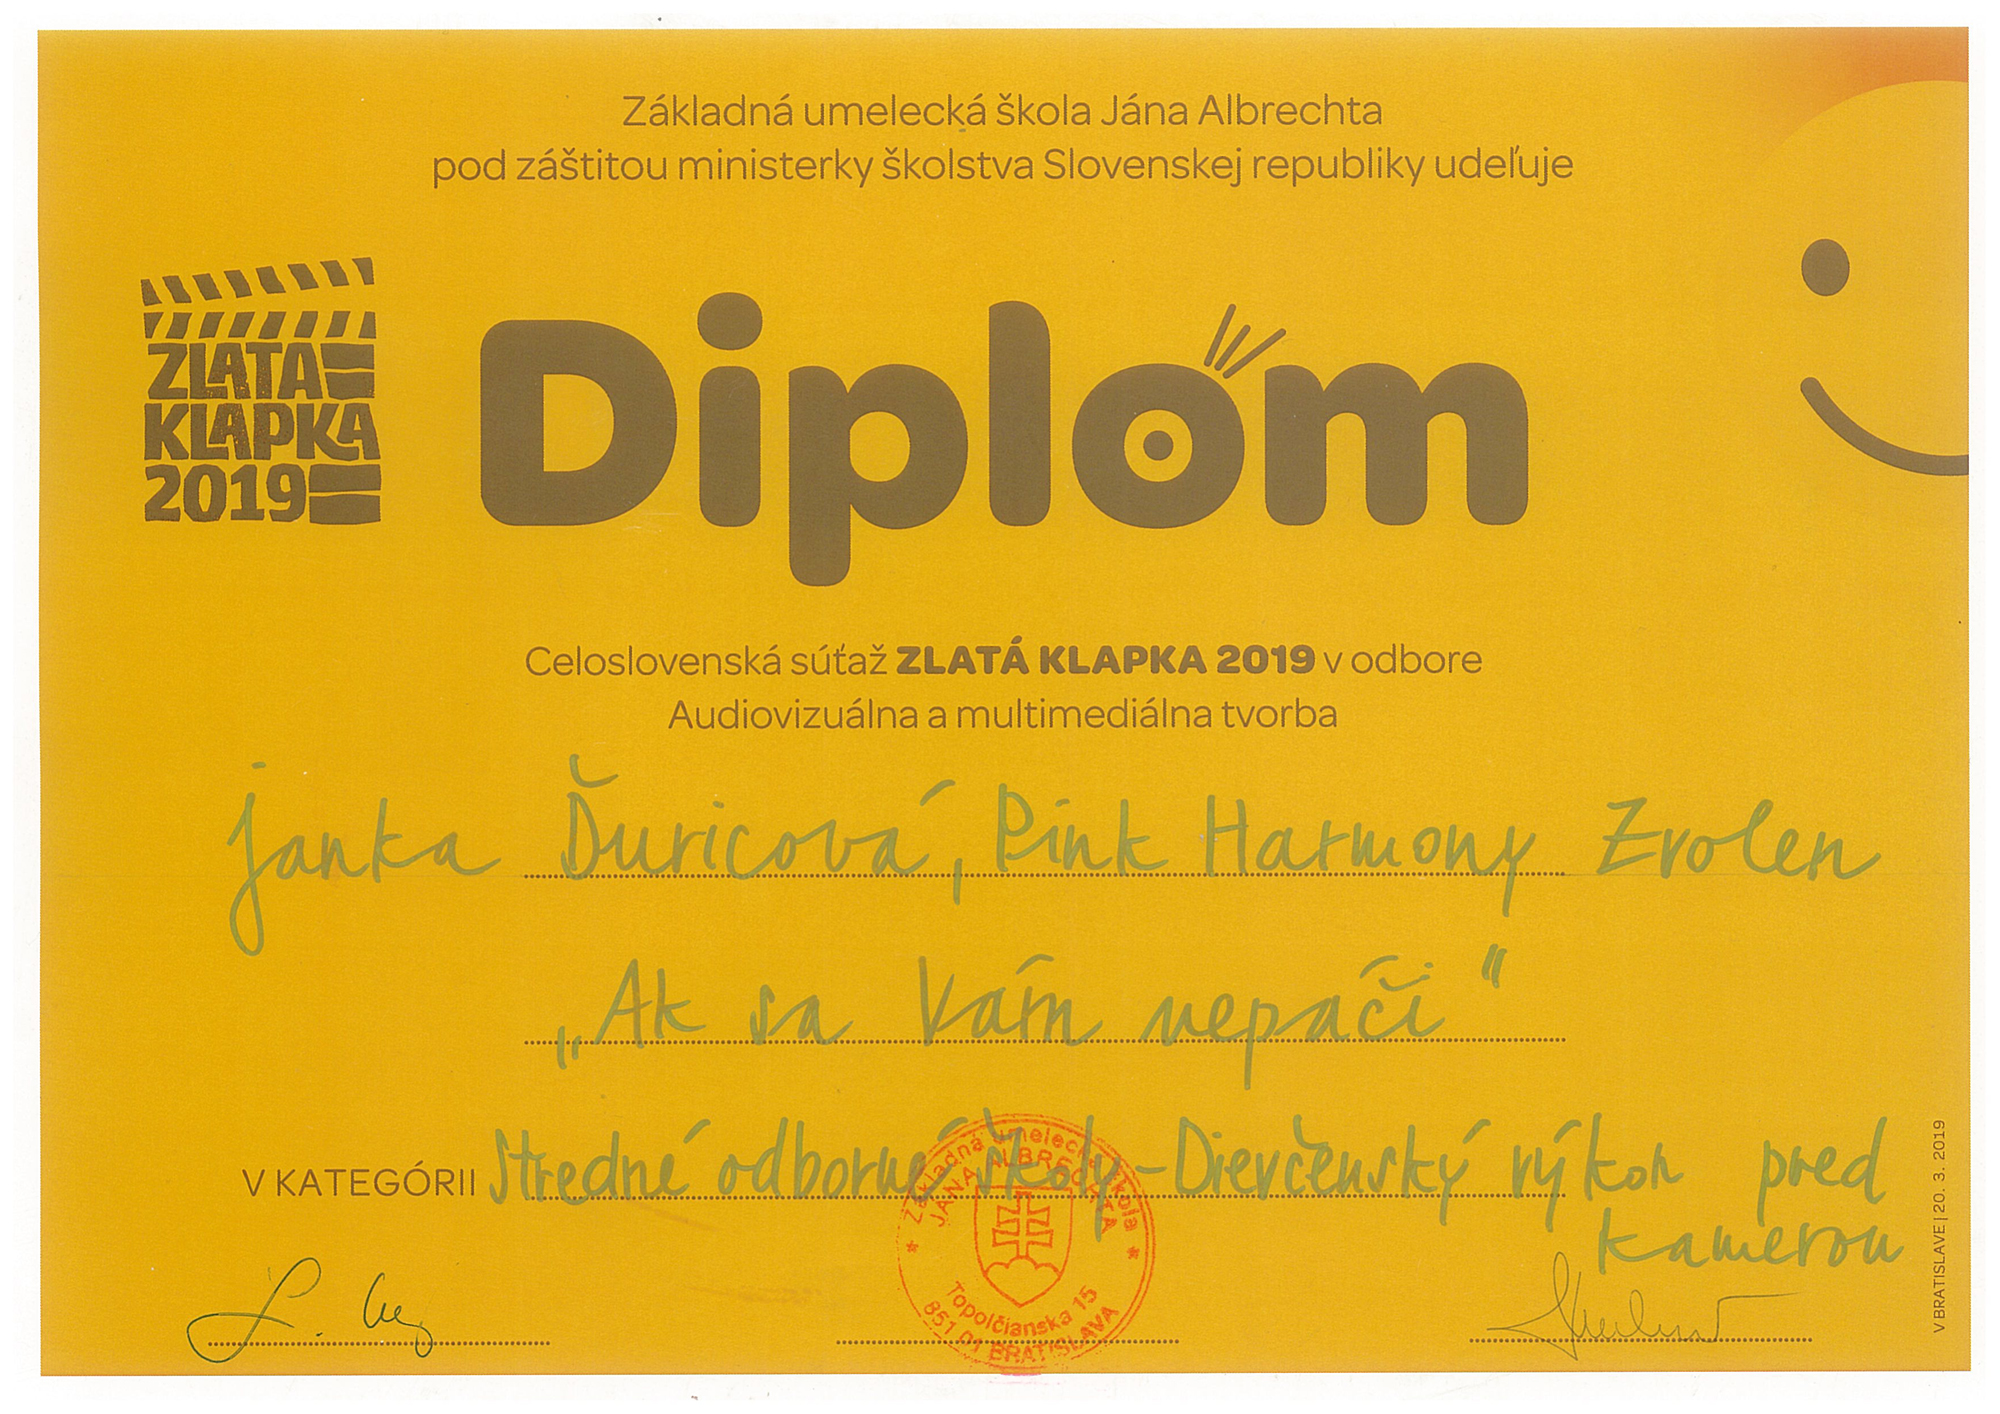 Základná umelecká škola Jána Albrechta
pod záštitou ministerky školstva Slovenskej republiky udeľuje
ZLATÁ
KLAPKA
2019
Diplom
Celoslovenská súťaž ZLATÁ KLAPKA 2019 v odbore
Audiovizuálna a multimediálna tvorba
Janka Ďuricová, Pink Harmony Zvolen
„Ak sa Vám nepáči"
V KATEGÓRII Stredné odborné školy - Dievčenský výkon pred
kamerou
Základná umelecká škola
JÁNA ALBRECHTA
Topolčianska 15
851 01 BRATISLAVA
V BRATISLAVE | 20. 3. 2019